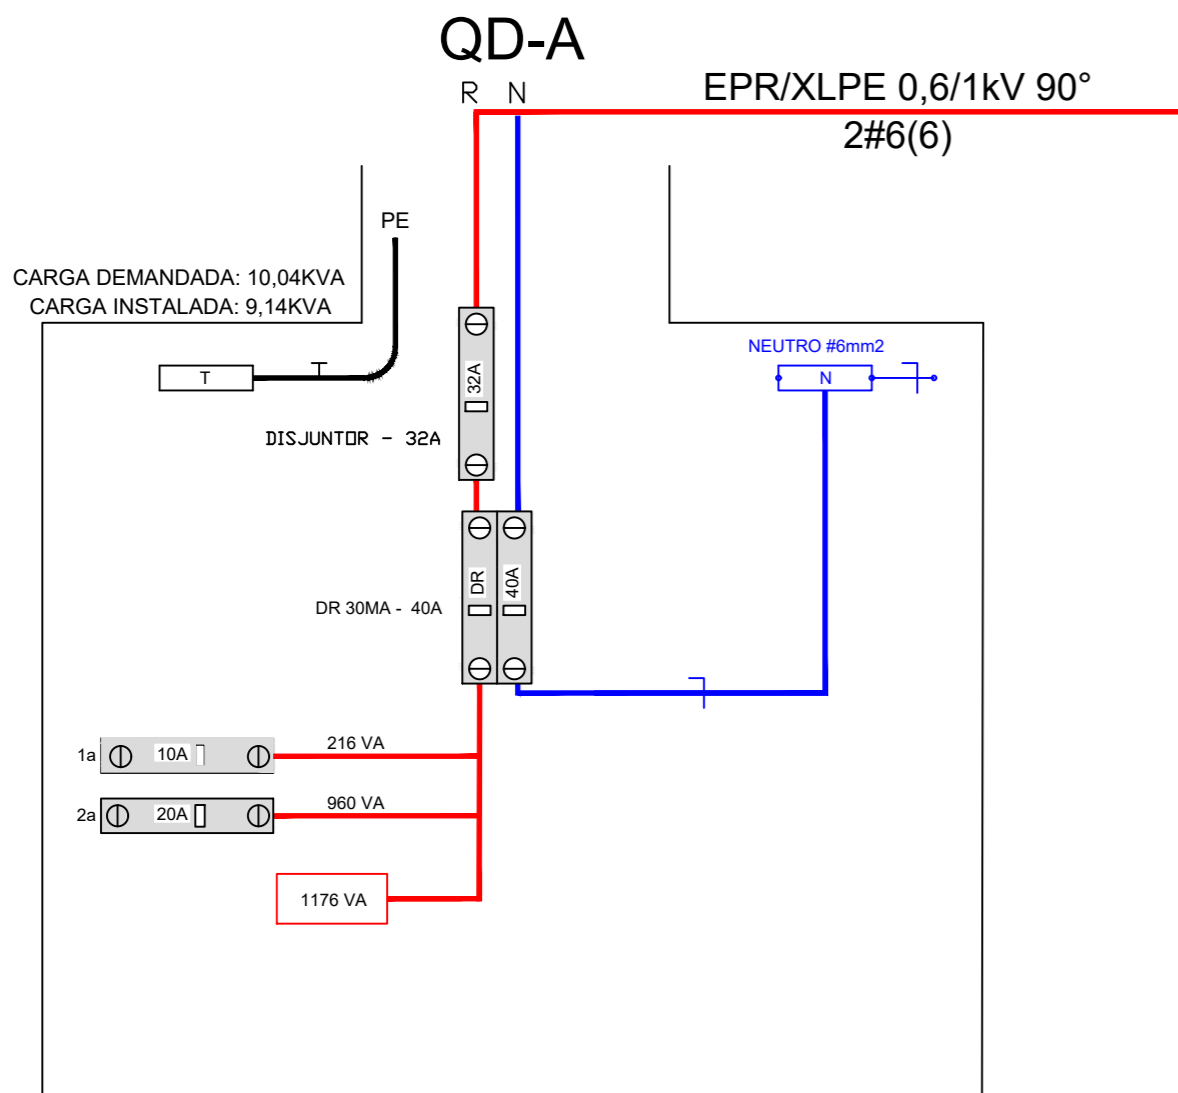 QD-A
R N
EPR/XLPE 0,6/1kV 90°
2#6(6)
PE
CARGA DEMANDADA: 10,04KVA
CARGA INSTALADA: 9,14KVA
T
T
32A
DISJUNTOR - 32A
NEUTRO #6mm2
N
DR
40A
DR 30MA - 40A
1a
10A
216 VA
2a
20A
960 VA
1176 VA